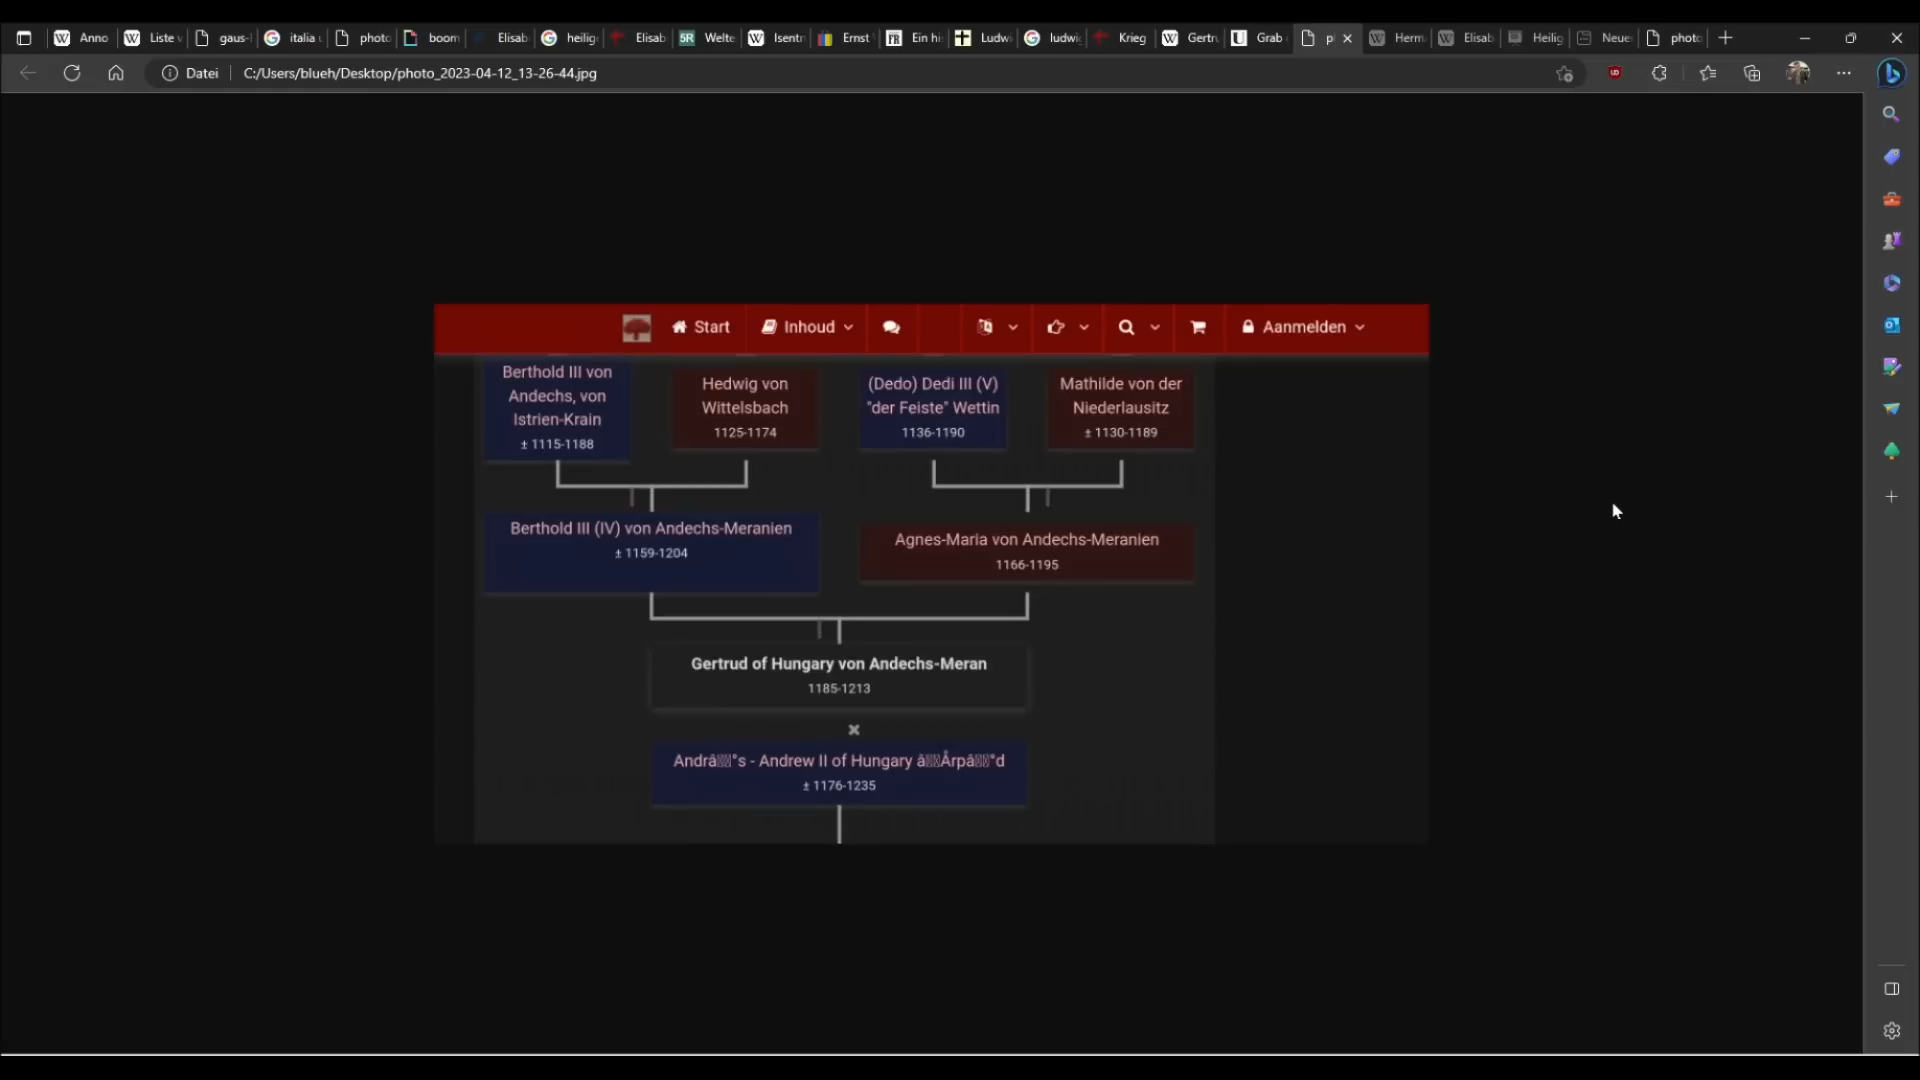 Anno
Liste
gaus-
italia
photo
boom
Elisab
heilig
Elisab
5R Welte
Isentr
Ernst
Ein hi
Ludwi
ludwig
Krieg
Gertru
Grab
Herm
Elisab
Heilig
Neue
photo
Datei
C:/Users/blueh/Desktop/photo_2023-04-12_13-26-44.jpg
Start
Inhoud
Aanmelden
Berthold III von
Andechs, von
Istrien-Krain
± 1115-1188
Hedwig von
Wittelsbach
1125-1174
(Dedo) Dedi III (V)
"der Feiste" Wettin
1136-1190
Mathilde von der
Niederlausitz
± 1130-1189
Berthold III (IV) von Andechs-Meranien
± 1159-1204
Agnes-Maria von Andechs-Meranien
1166-1195
Gertrud of Hungary von Andechs-Meran
1185-1213
- Andrew II of Hungary
± 1176-1235